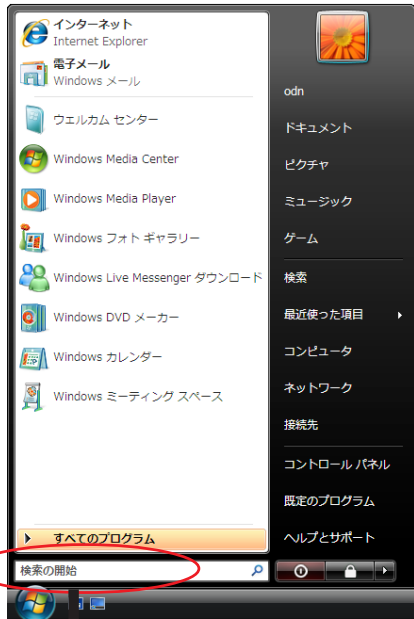 インターネット
Internet Explorer
電子メール
Windows メール
ウェルカム センター
Windows Media Center
Windows Media Player
Windows フォト ギャラリー
Windows Live Messenger ダウンロード
Windows DVD メーカー
Windows カレンダー
Windows ミーティング スペース
すべてのプログラム
検索の開始
odn
ドキュメント
ピクチャ
ミュージック
ゲーム
検索
最近使った項目
コンピュータ
ネットワーク
接続先
コントロール パネル
既定のプログラム
ヘルプとサポート